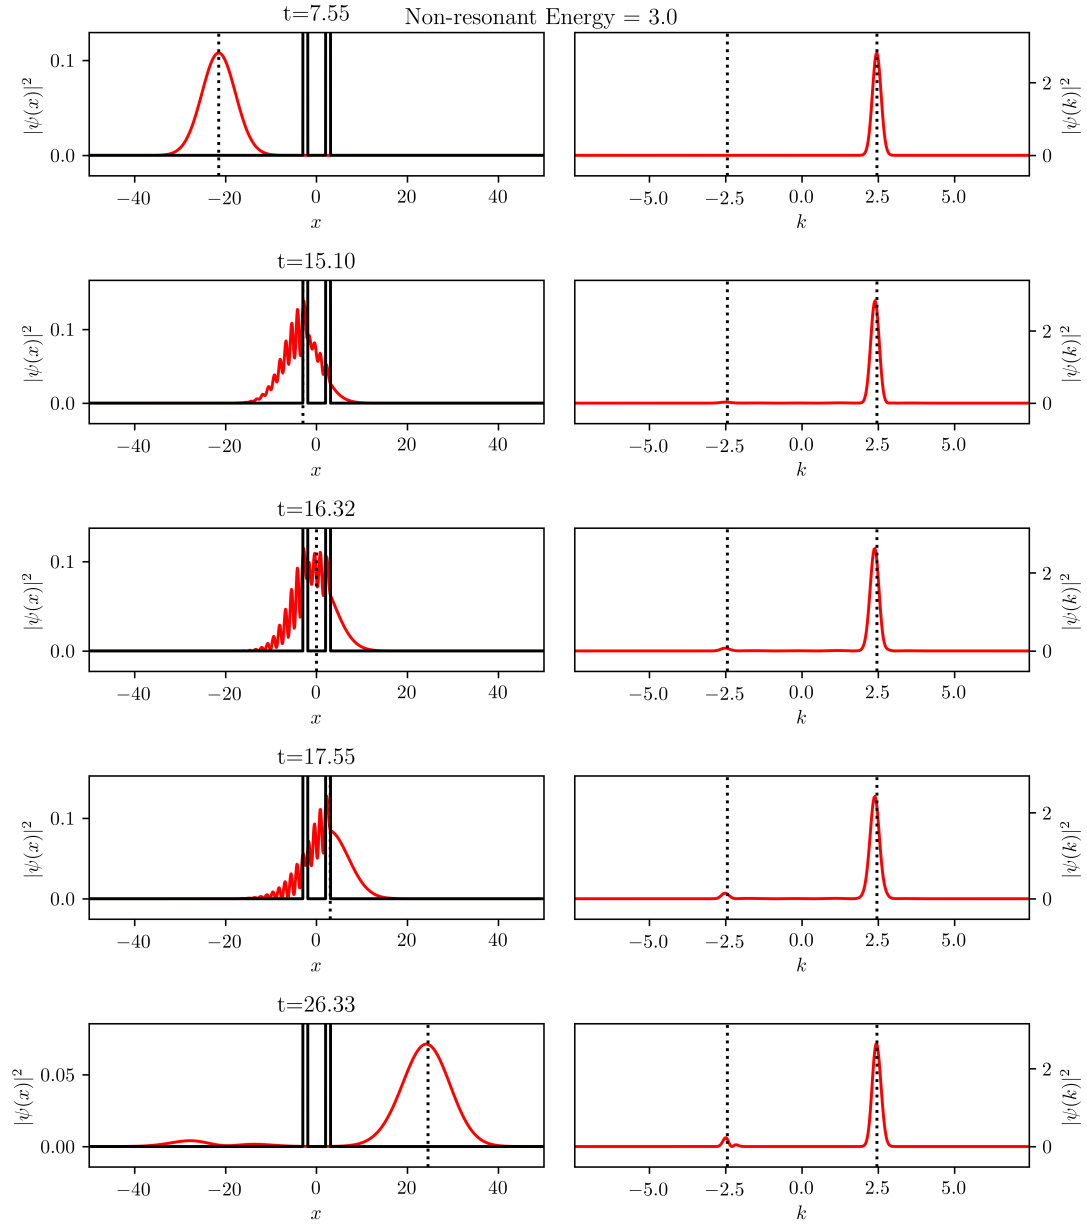 t=7.55 Non-resonant Energy = 3.0
|ψ(x)|²
0.1
0.0
−40 −20 0 20 40
x
2
0
|ψ(k)|²
−5.0 −2.5 0.0 2.5 5.0
k
t=15.10
|ψ(x)|²
0.1
0.0
−40 −20 0 20 40
x
2
0
|ψ(k)|²
−5.0 −2.5 0.0 2.5 5.0
k
t=16.32
|ψ(x)|²
0.1
0.0
−40 −20 0 20 40
x
2
0
|ψ(k)|²
−5.0 −2.5 0.0 2.5 5.0
k
t=17.55
|ψ(x)|²
0.1
0.0
−40 −20 0 20 40
x
2
0
|ψ(k)|²
−5.0 −2.5 0.0 2.5 5.0
k
t=26.33
|ψ(x)|²
0.05
0.00
−40 −20 0 20 40
x
2
0
|ψ(k)|²
−5.0 −2.5 0.0 2.5 5.0
k